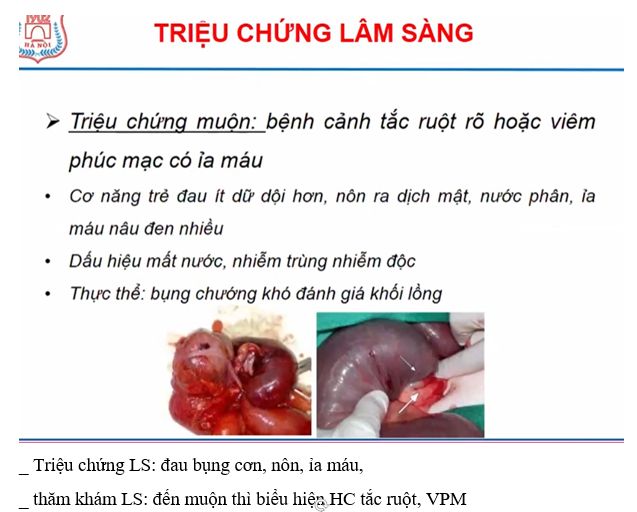 HÀ NỘI
TRIỆU CHỨNG LÂM SÀNG
➤ Triệu chứng muộn: bệnh cảnh tắc ruột rõ hoặc viêm
phúc mạc có ỉa máu
• Cơ năng trẻ đau ít dữ dội hơn, nôn ra dịch mật, nước phân, ỉa
máu nâu đen nhiều
• Dấu hiệu mất nước, nhiễm trùng nhiễm độc
• Thực thể: bụng chướng khó đánh giá khối lồng
_ Triệu chứng LS: đau bụng cơn, nôn, ỉa máu,
_ thăm khám LS: đến muộn thì biểu hiện HC tắc ruột, VPM